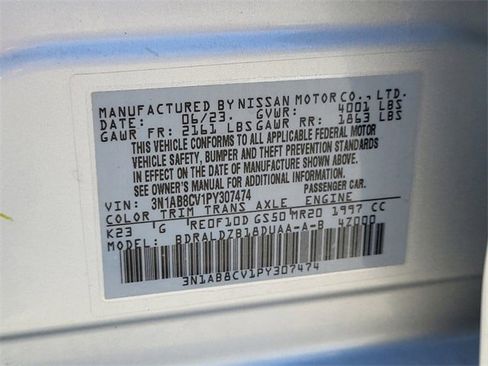 MANUFACTURED BY NISSAN MOTOR CO., LTD.
DATE: 06/23. GVWR: 4001 LBS
GAWR FR: 2161 LBS GAWR RR: 1863 LBS
THIS VEHICLE CONFORMS TO ALL APPLICABLE FEDERAL MOTOR
VEHICLE SAFETY, BUMPER AND THEFT PREVENTION STANDARDS
IN EFFECT ON THE DATE OF MANUFACTURE SHOWN ABOVE.
SEE OWNER'S MANUAL FOR ADDITIONAL INFORMATION.
VIN: 3N1AB8CV1PY307474 PASSENGER CAR.
COLOR TRIM TRANS AXLE ENGINE
K23 G RE0F10D GS50 MR20 1997 CC
MODEL: BDRALDZB18DUAA-A-B 47000
3N1AB8CV1PY307474